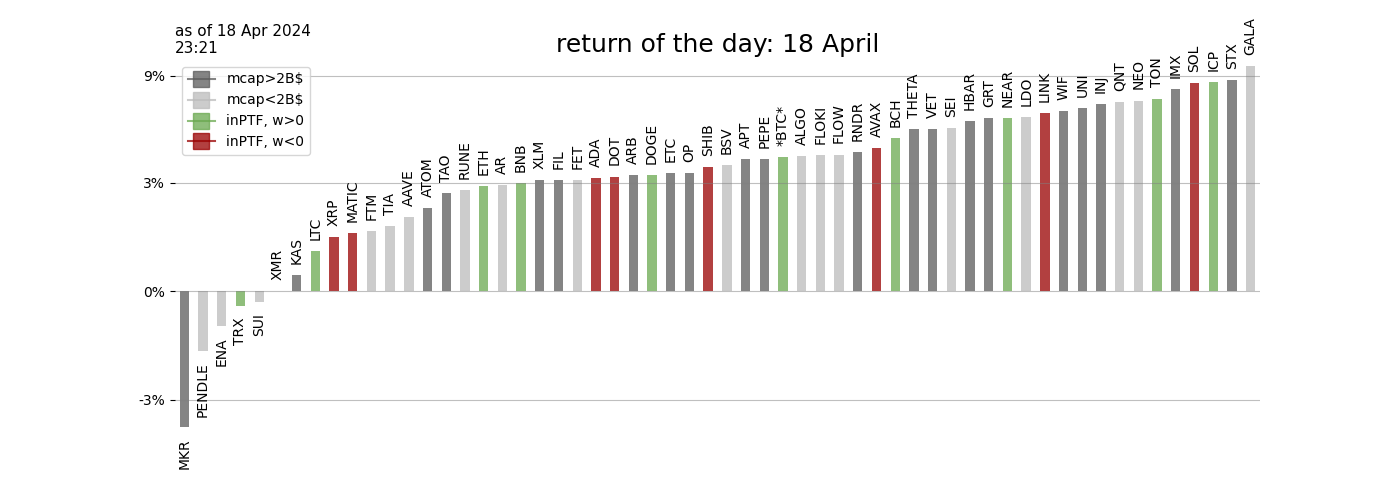 as of 18 Apr 2024
23:21
return of the day: 18 April
mcap>2B$
mcap<2B$
inPTF, w>0
inPTF, w<0
9%
3%
0%
-3%
MKR
PENDLE
ENA
TRX
SUI
XMR
KAS
LTC
XRP
MATIC
FTM
TIA
AAVE
ATOM
TAO
RUNE
ETH
AR
BNB
XLM
FIL
FET
ADA
DOT
ARB
DOGE
ETC
OP
SHIB
BSV
APT
PEPE
*BTC*
ALGO
FLOKI
FLOW
RNDR
AVAX
BCH
THETA
VET
SEI
HBAR
GRT
NEAR
LDO
LINK
WIF
UNI
INJ
QNT
NEO
TON
IMX
SOL
ICP
STX
GALA